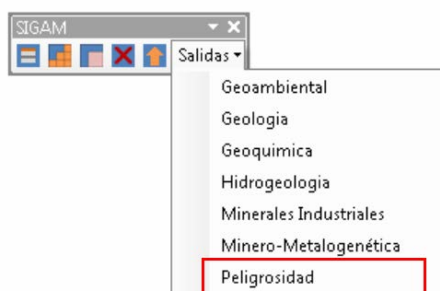 SIGAM
Salidas
Geoambiental
Geologia
Geoquimica
Hidrogeologia
Minerales Industriales
Minero-Metalogenética
Peligrosidad